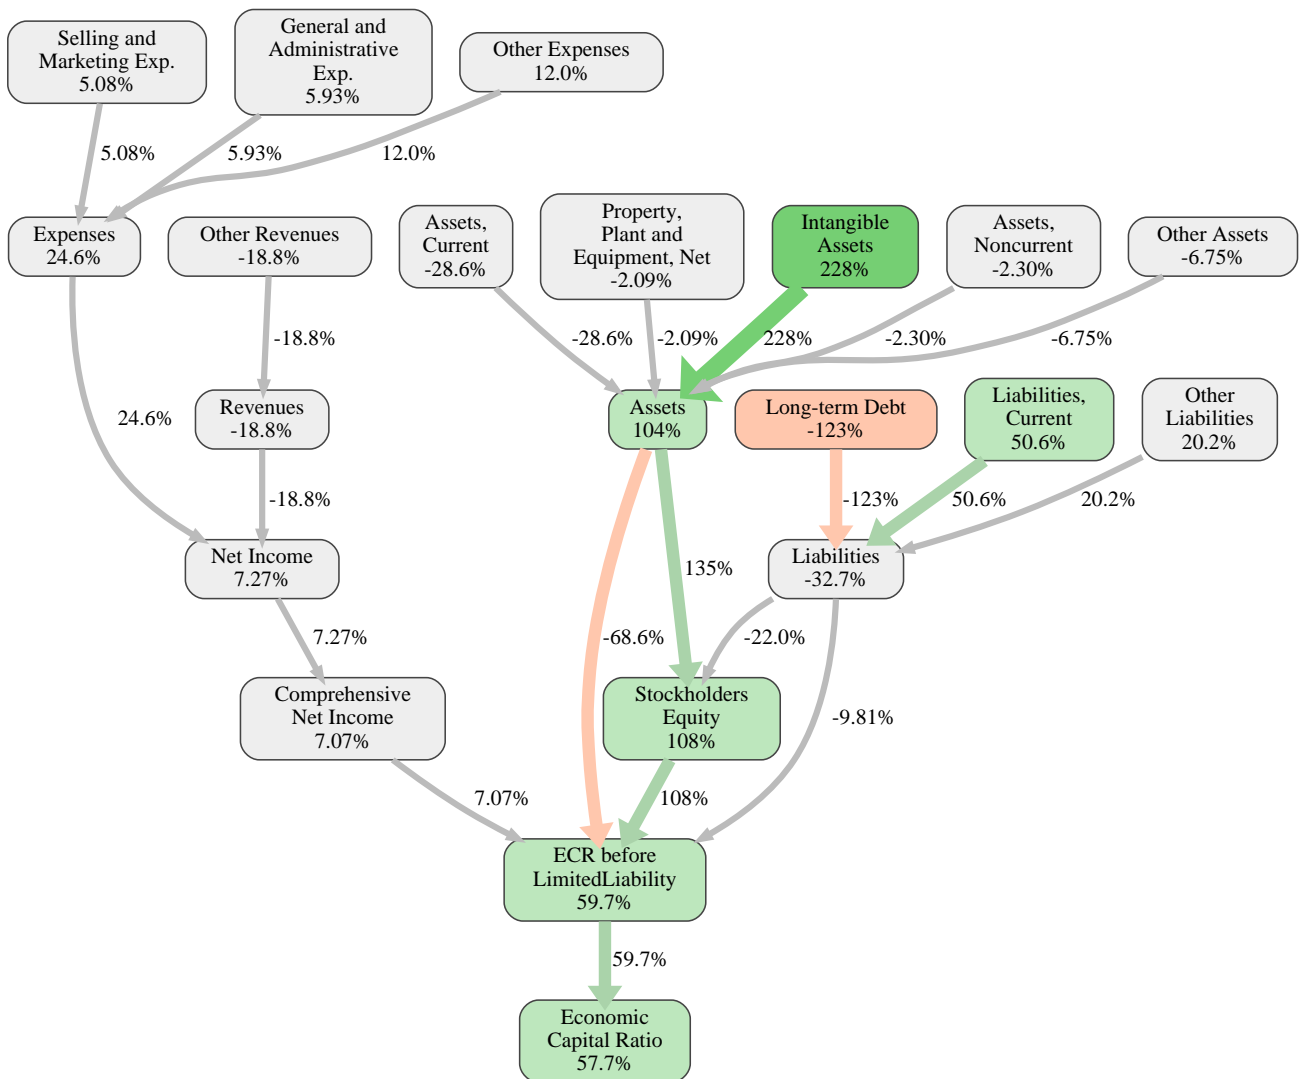 Selling and
Marketing Exp.
5.08%
General and
Administrative
Exp.
5.93%
Other Expenses
12.0%
5.08%
5.93%
12.0%
Expenses
24.6%
Other Revenues
-18.8%
Assets,
Current
-28.6%
Property,
Plant and
Equipment, Net
-2.09%
Intangible
Assets
228%
Assets,
Noncurrent
-2.30%
Other Assets
-6.75%
-18.8%
-28.6%
-2.09%
228%
-2.30%
-6.75%
24.6%
Revenues
-18.8%
Assets
104%
Long-term Debt
-123%
Liabilities,
Current
50.6%
Other
Liabilities
20.2%
-18.8%
-123%
50.6%
20.2%
Net Income
7.27%
135%
Liabilities
-32.7%
7.27%
-68.6%
-22.0%
Comprehensive
Net Income
7.07%
Stockholders
Equity
108%
-9.81%
7.07%
108%
ECR before
LimitedLiability
59.7%
59.7%
Economic
Capital Ratio
57.7%